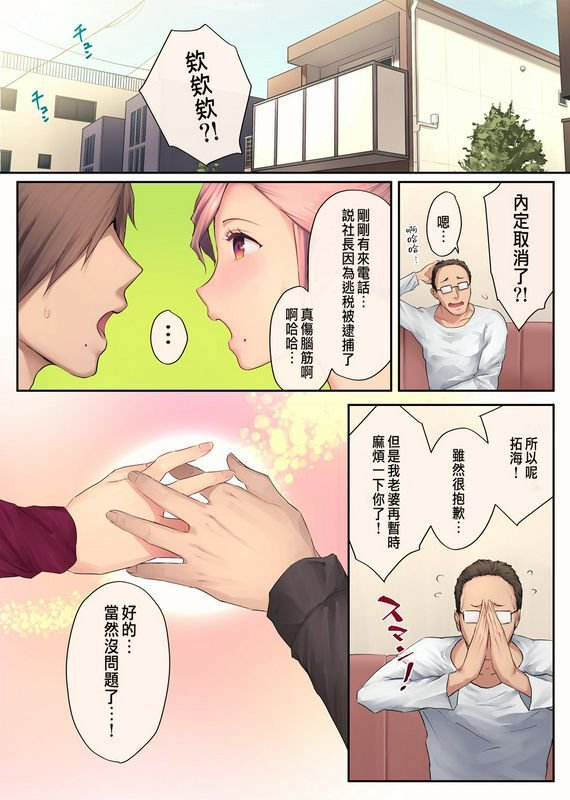 チュン
チュン
欸欸欸?!
內定取消了?!
嗯…
啊哈哈…
剛剛有來電話…
說社長因為逃税被逮捕了
真傷腦筋啊
啊哈哈…
…
所以呢
拓海！
雖然很抱歉…
但是我老婆再暫時
麻煩一下你了！
スマン！
好的…
當然沒問題了…！